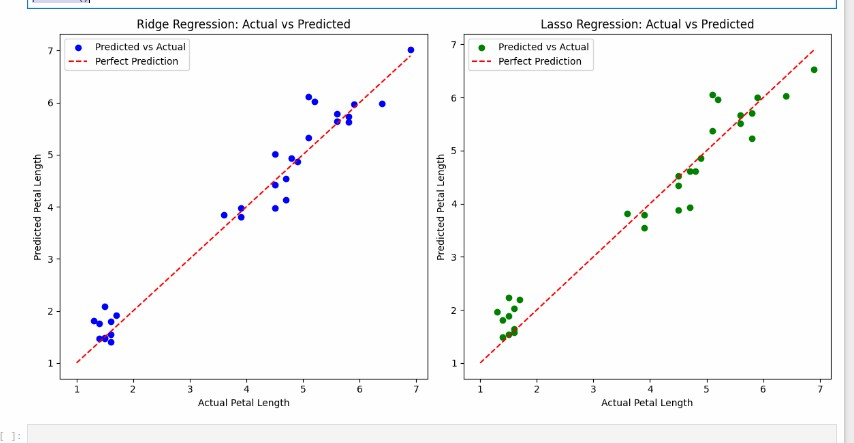 Ridge Regression: Actual vs Predicted
Predicted vs Actual
Perfect Prediction
7
6
5
4
3
2
1
Predicted Petal Length
1 2 3 4 5 6 7
Actual Petal Length
Lasso Regression: Actual vs Predicted
Predicted vs Actual
Perfect Prediction
7
6
5
4
3
2
1
Predicted Petal Length
1 2 3 4 5 6 7
Actual Petal Length
[ ]: